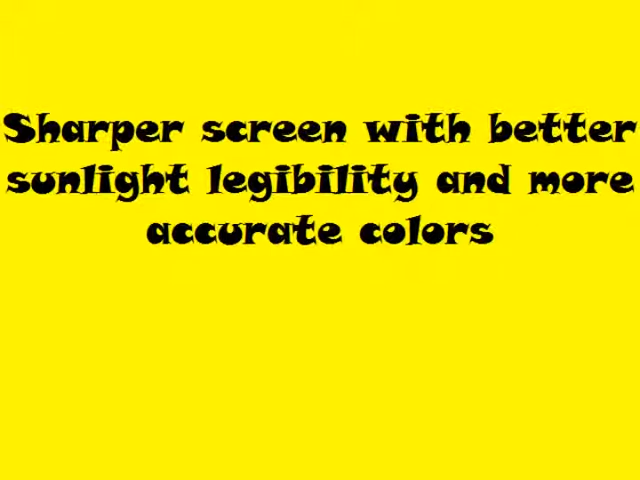 Sharper screen with better
sunlight legibility and more
accurate colors